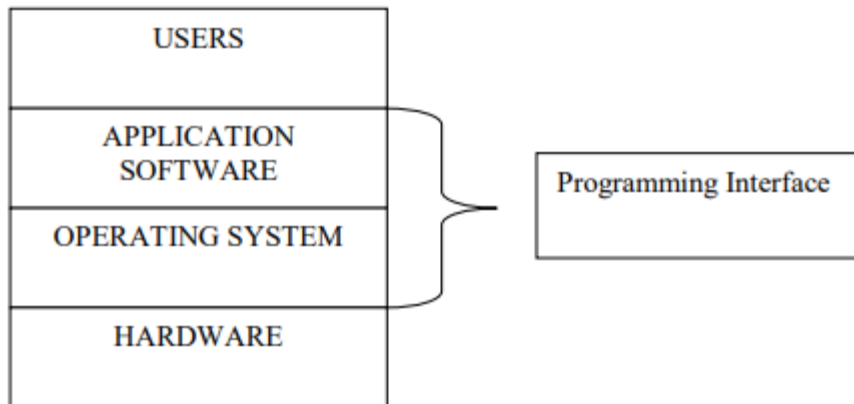 USERS
APPLICATION
SOFTWARE
Programming Interface
OPERATING SYSTEM
HARDWARE